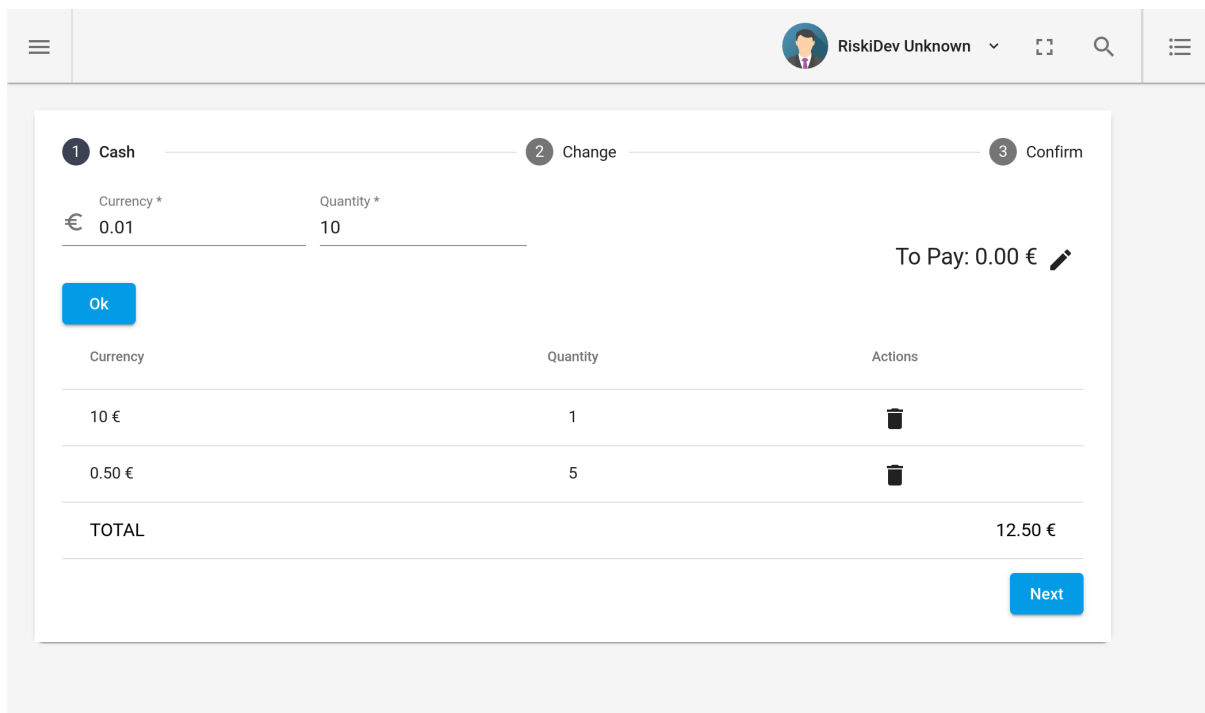 RiskiDev Unknown
1 Cash 2 Change 3 Confirm
Currency * Quantity *
€ 0.01 10
To Pay: 0.00 €
Ok
Currency Quantity Actions
10 € 1
0.50 € 5
TOTAL 12.50 €
Next